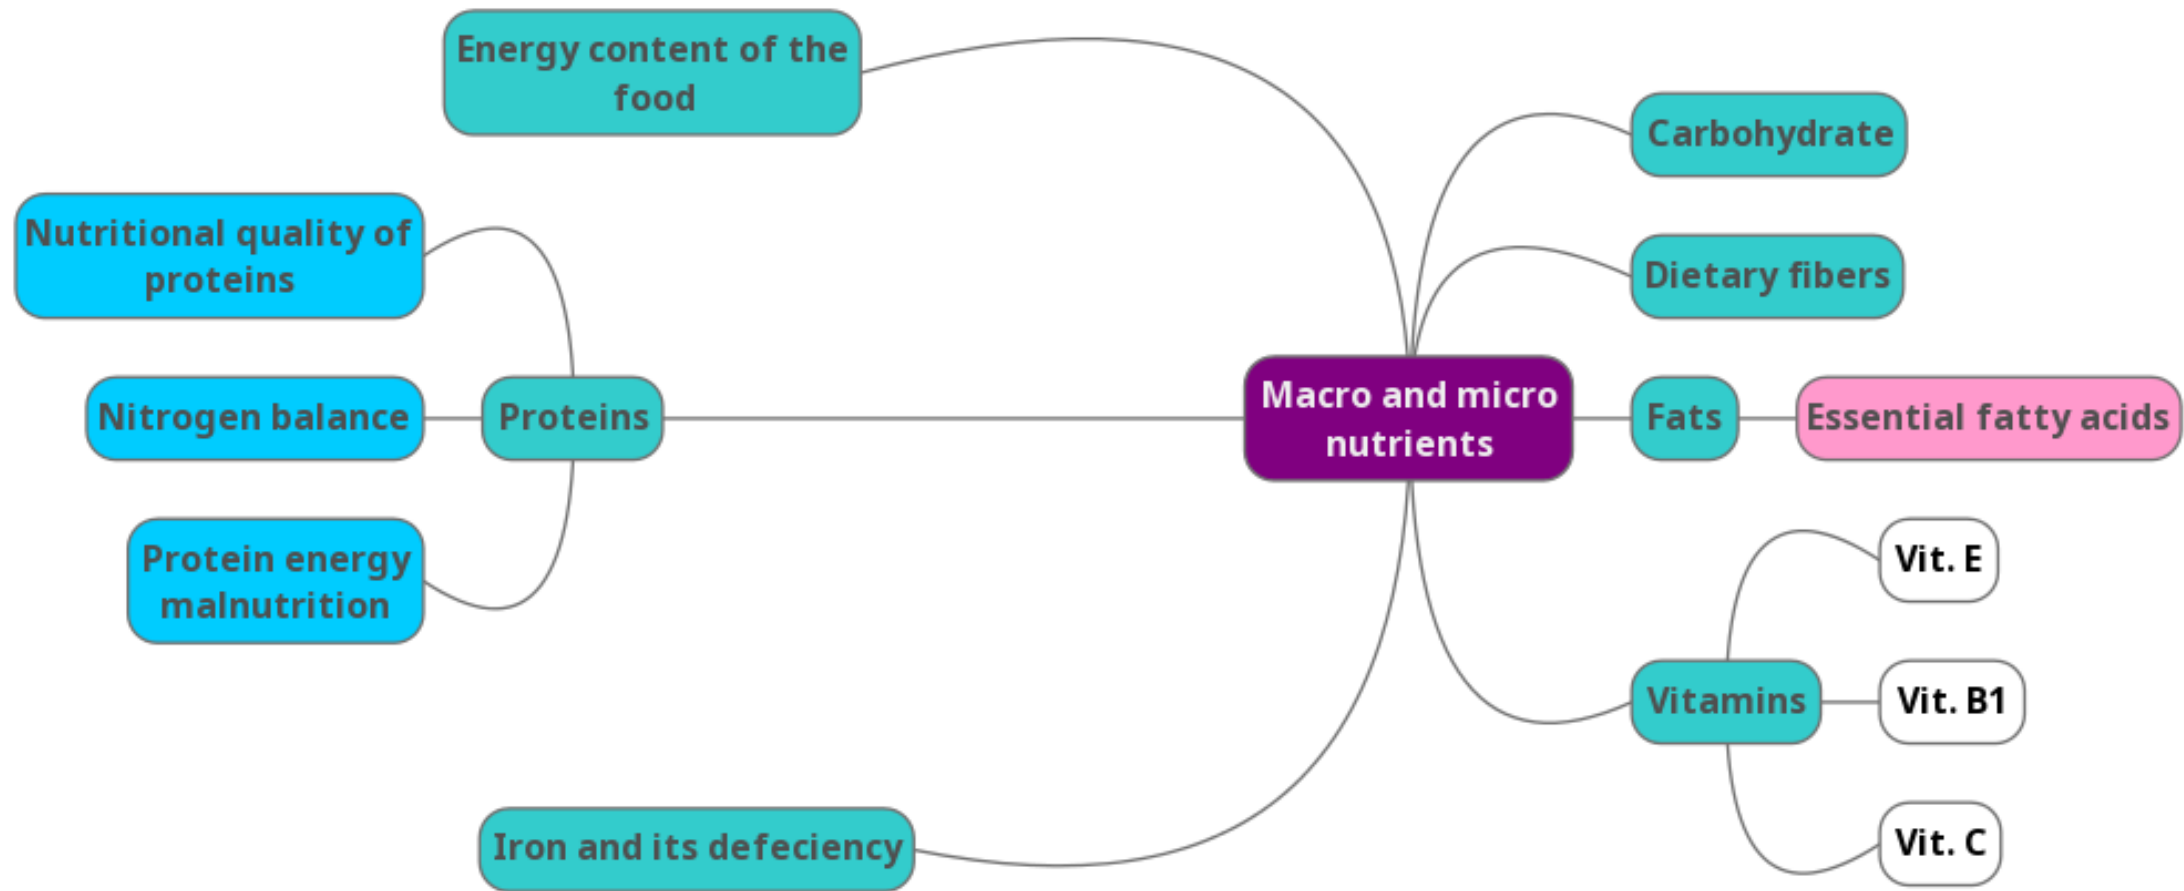 Energy content of the
food
Carbohydrate
Nutritional quality of
proteins
Dietary fibers
Nitrogen balance
Proteins
Macro and micro
nutrients
Fats
Essential fatty acids
Protein energy
malnutrition
Vit. E
Vitamins
Vit. B1
Iron and its defeciency
Vit. C